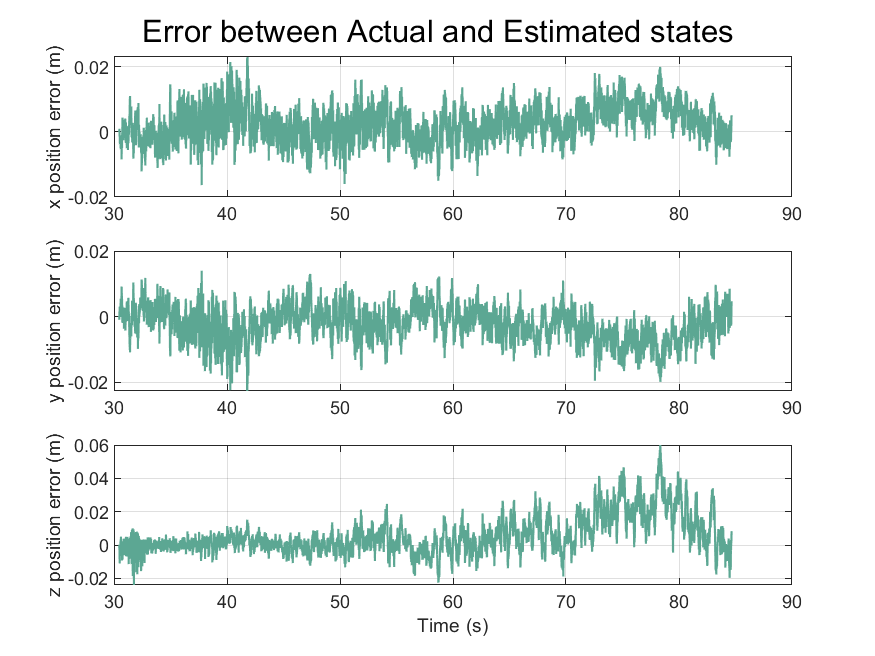 Error between Actual and Estimated states
x position error (m)
0.02
0
-0.02
30 40 50 60 70 80 90
y position error (m)
0.02
0
-0.02
30 40 50 60 70 80 90
z position error (m)
0.06
0.04
0.02
0
-0.02
30 40 50 60 70 80 90
Time (s)